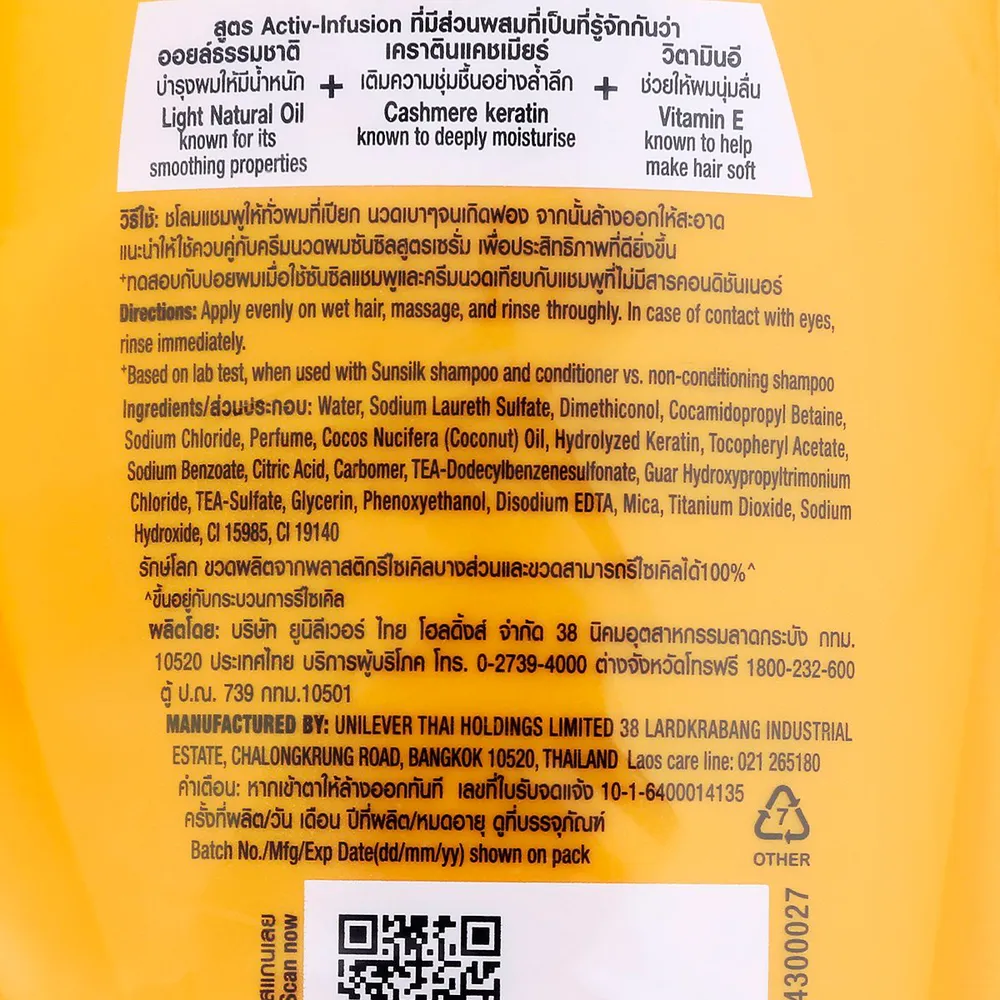 สูตร Activ-Infusion ที่มีส่วนผสมที่เป็นที่รู้จักกันว่า
ออยล์ธรรมชาติ
บำรุงผมให้มีน้ำหนัก
Light Natural Oil
known for its
smoothing properties
+
เคราตินแคชเมียร์
เติมความชุ่มชื้นอย่างล้ำลึก
Cashmere keratin
known to deeply moisturise
+
วิตามินอี
ช่วยให้ผมนุ่มลื่น
Vitamin E
known to help
make hair soft
วิธีใช้: ชโลมแชมพูให้ทั่วผมที่เปียก นวดเบาๆจนเกิดฟอง จากนั้นล้างออกให้สะอาด
แนะนำให้ใช้ควบคู่กับครีมนวดผมซันซิลสูตรเซรั่ม เพื่อประสิทธิภาพที่ดียิ่งขึ้น
+ทดสอบกับปอยผมเมื่อใช้ซันซิลแชมพูและครีมนวดเทียบกับแชมพูที่ไม่มีสารคอนดิชันเนอร์
Directions: Apply evenly on wet hair, massage, and rinse throughly. In case of contact with eyes,
rinse immediately.
+Based on lab test, when used with Sunsilk shampoo and conditioner vs. non-conditioning shampoo
Ingredients/ส่วนประกอบ: Water, Sodium Laureth Sulfate, Dimethiconol, Cocamidopropyl Betaine,
Sodium Chloride, Perfume, Cocos Nucifera (Coconut) Oil, Hydrolyzed Keratin, Tocopheryl Acetate,
Sodium Benzoate, Citric Acid, Carbomer, TEA-Dodecylbenzenesulfonate, Guar Hydroxypropyltrimonium
Chloride, TEA-Sulfate, Glycerin, Phenoxyethanol, Disodium EDTA, Mica, Titanium Dioxide, Sodium
Hydroxide, CI 15985, CI 19140
รักษ์โลก ขวดผลิตจากพลาสติกรีไซเคิลบางส่วนและขวดสามารถรีไซเคิลได้100%^
^ขึ้นอยู่กับกระบวนการรีไซเคิล
ผลิตโดย: บริษัท ยูนิลีเวอร์ ไทย โฮลดิ้งส์ จำกัด 38 นิคมอุตสาหกรรมลาดกระบัง กทม.
10520 ประเทศไทย บริการผู้บริโภค โทร. 0-2739-4000 ต่างจังหวัดโทรฟรี 1800-232-600
ตู้ ป.ณ. 739 กทม.10501
MANUFACTURED BY: UNILEVER THAI HOLDINGS LIMITED 38 LARDKRABANG INDUSTRIAL
ESTATE, CHALONGKRUNG ROAD, BANGKOK 10520, THAILAND Laos care line: 021 265180
คำเตือน: หากเข้าตาให้ล้างออกทันที เลขที่ใบรับจดแจ้ง 10-1-6400014135
ครั้งที่ผลิต/วัน เดือน ปีที่ผลิต/หมดอายุ ดูที่บรรจุภัณฑ์
Batch No./Mfg/Exp Date(dd/mm/yy) shown on pack
7
OTHER
สแกนเลย
Scan now
4300027